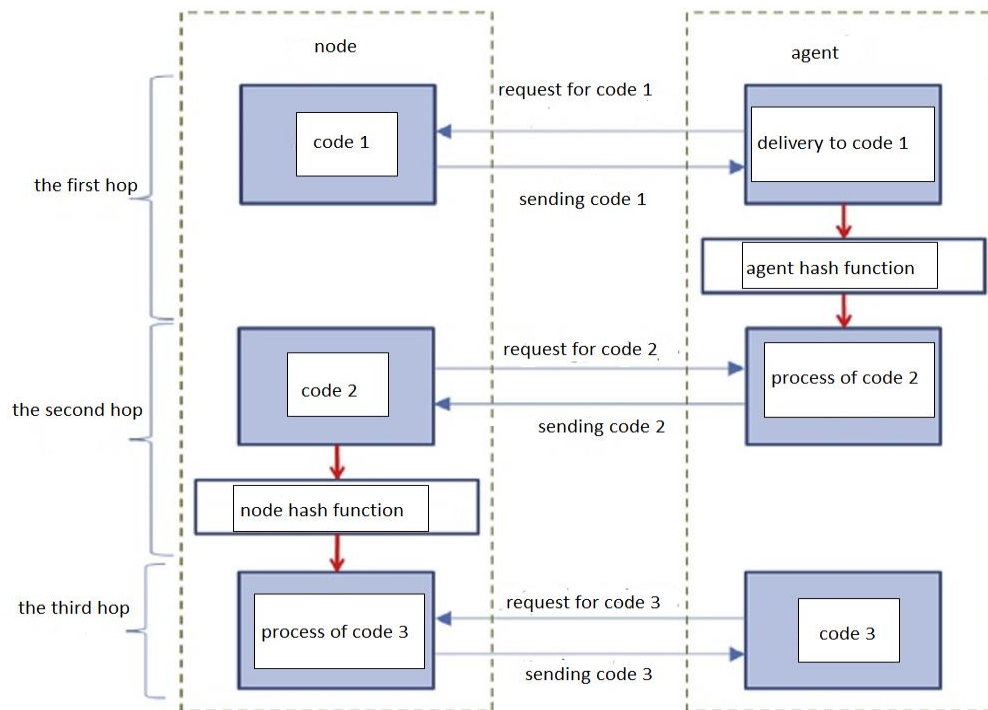 node
agent
request for code 1
code 1
delivery to code 1
the first hop
sending code 1
agent hash function
request for code 2
process of code 2
code 2
the second hop
sending code 2
node hash function
request for code 3
the third hop
process of code 3
code 3
sending code 3